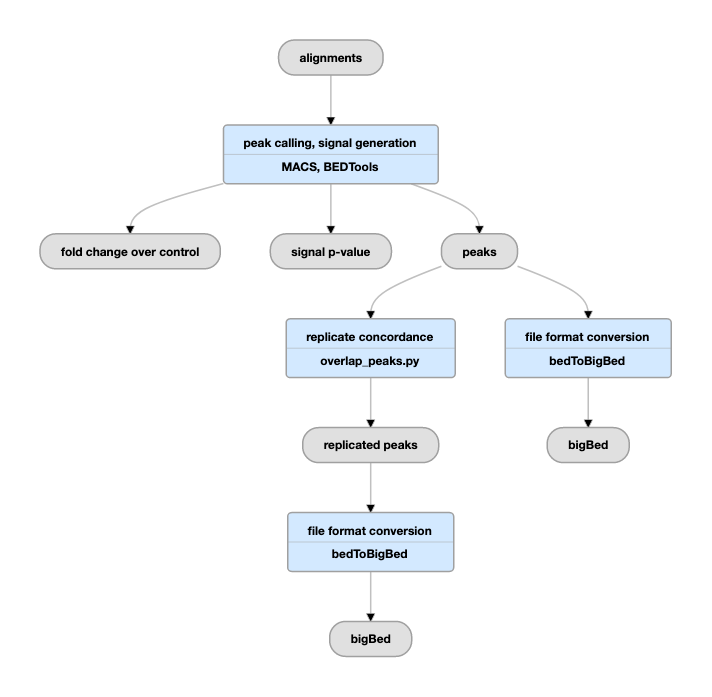 alignments
peak calling, signal generation
MACS, BEDTools
fold change over control
signal p-value
peaks
replicate concordance
overlap_peaks.py
file format conversion
bedToBigBed
replicated peaks
bigBed
file format conversion
bedToBigBed
bigBed